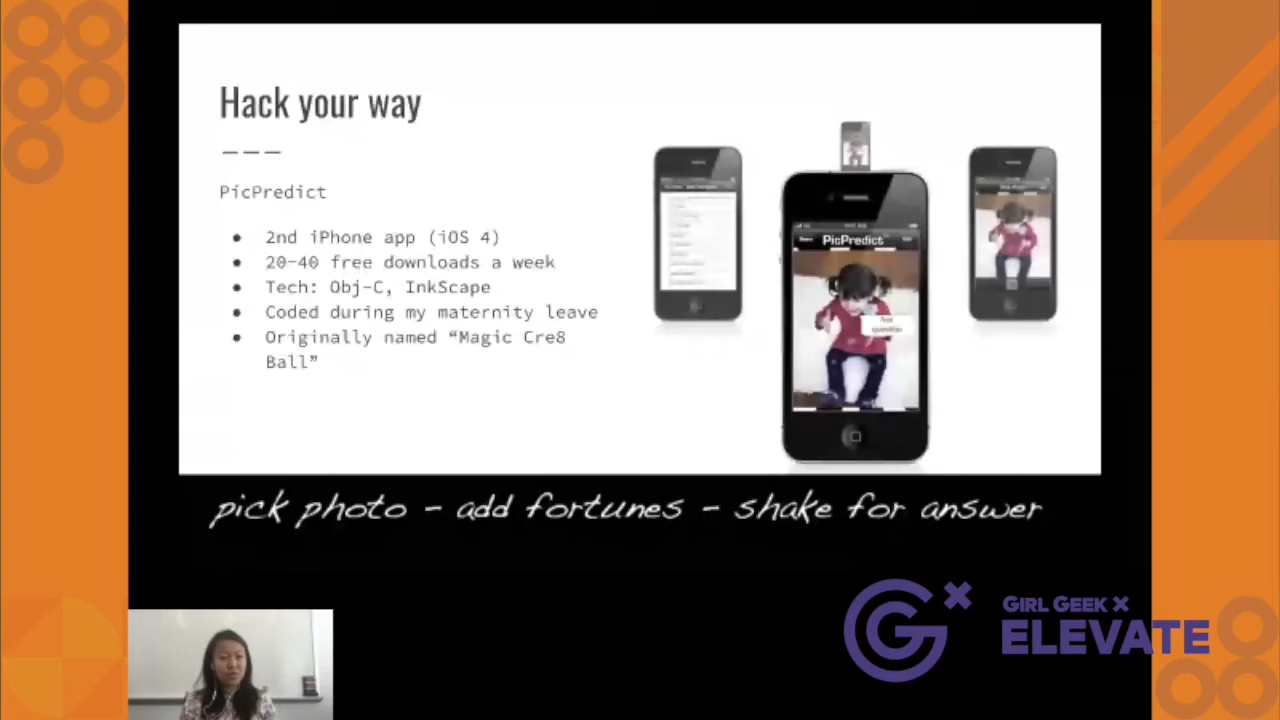 Hack your way
PicPredict
2nd iPhone app (iOS 4)
20-40 free downloads a week
Tech: Obj-C, InkScape
Coded during my maternity leave
Originally named “Magic Cre8
Ball”
PicPredict
question
pick photo - add fortunes - shake for answer
GIRL GEEK X
ELEVATE